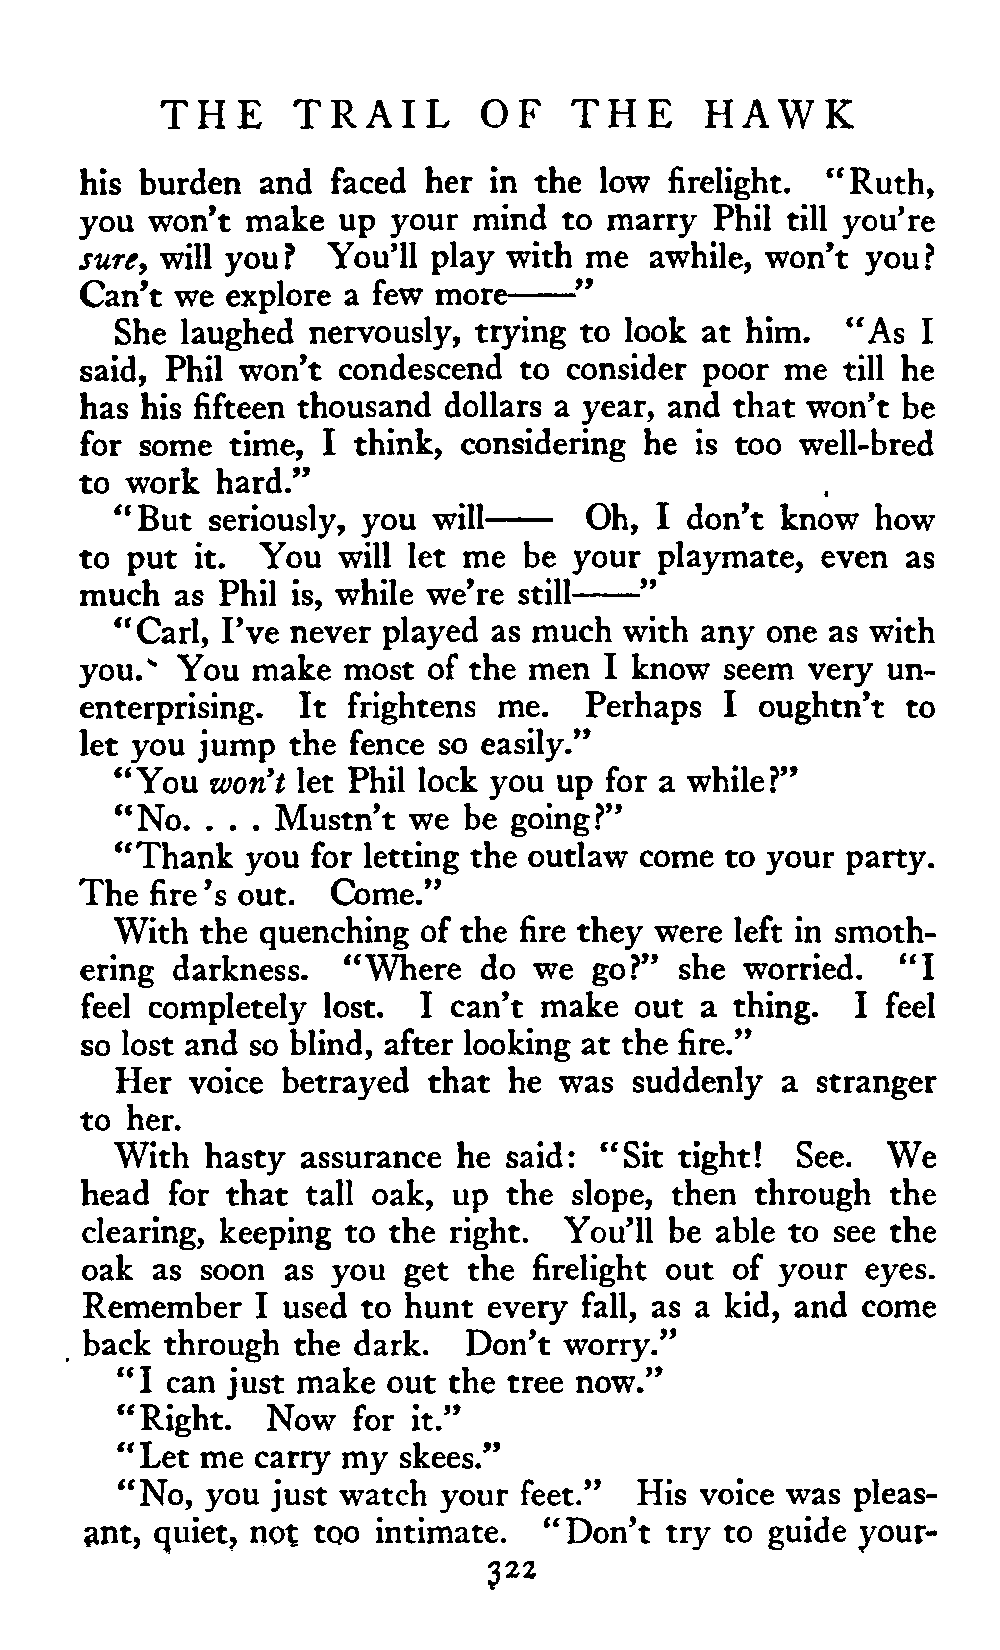 THE TRAIL OF THE HAWK
his burden and faced her in the low firelight. “Ruth,
you won’t make up your mind to marry Phil till you’re
sure, will you? You’ll play with me awhile, won’t you?
Can’t we explore a few more——”
She laughed nervously, trying to look at him. “As I
said, Phil won’t condescend to consider poor me till he
has his fifteen thousand dollars a year, and that won’t be
for some time, I think, considering he is too well-bred
to work hard.”
“But seriously, you will—— Oh, I don’t know how
to put it. You will let me be your playmate, even as
much as Phil is, while we’re still——”
“Carl, I’ve never played as much with any one as with
you. You make most of the men I know seem very un-
enterprising. It frightens me. Perhaps I oughtn’t to
let you jump the fence so easily.”
“You won’t let Phil lock you up for a while?”
“No. . . . Mustn’t we be going?”
“Thank you for letting the outlaw come to your party.
The fire’s out. Come.”
With the quenching of the fire they were left in smoth-
ering darkness. “Where do we go?” she worried. “I
feel completely lost. I can’t make out a thing. I feel
so lost and so blind, after looking at the fire.”
Her voice betrayed that he was suddenly a stranger
to her.
With hasty assurance he said: “Sit tight! See. We
head for that tall oak, up the slope, then through the
clearing, keeping to the right. You’ll be able to see the
oak as soon as you get the firelight out of your eyes.
Remember I used to hunt every fall, as a kid, and come
back through the dark. Don’t worry.”
“I can just make out the tree now.”
“Right. Now for it.”
“Let me carry my skees.”
“No, you just watch your feet.” His voice was pleas-
ant, quiet, not too intimate. “Don’t try to guide your-
322